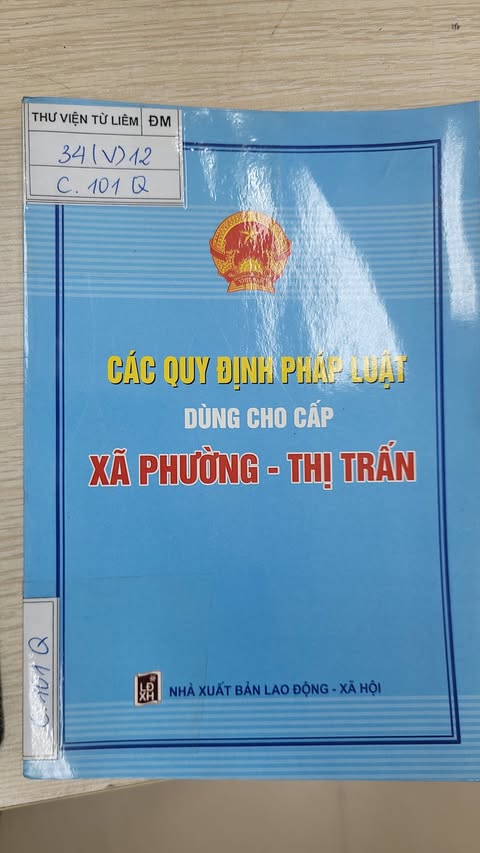 THƯ VIỆN TỪ LIÊM ĐM
34(V)12
C. 101 Q
CÁC QUY ĐỊNH PHÁP LUẬT
DÙNG CHO CẤP
XÃ PHƯỜNG - THỊ TRẤN
C. 101 Q
LĐ
XH
NHÀ XUẤT BẢN LAO ĐỘNG - XÃ HỘI